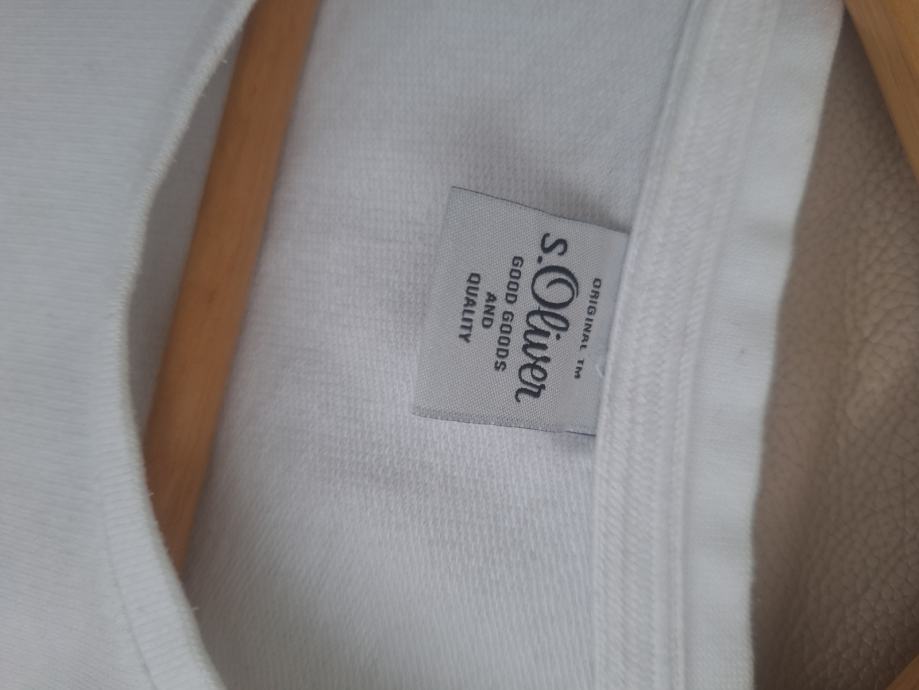 ORIGINAL ™
s.Oliver
GOOD GOODS
AND
QUALITY